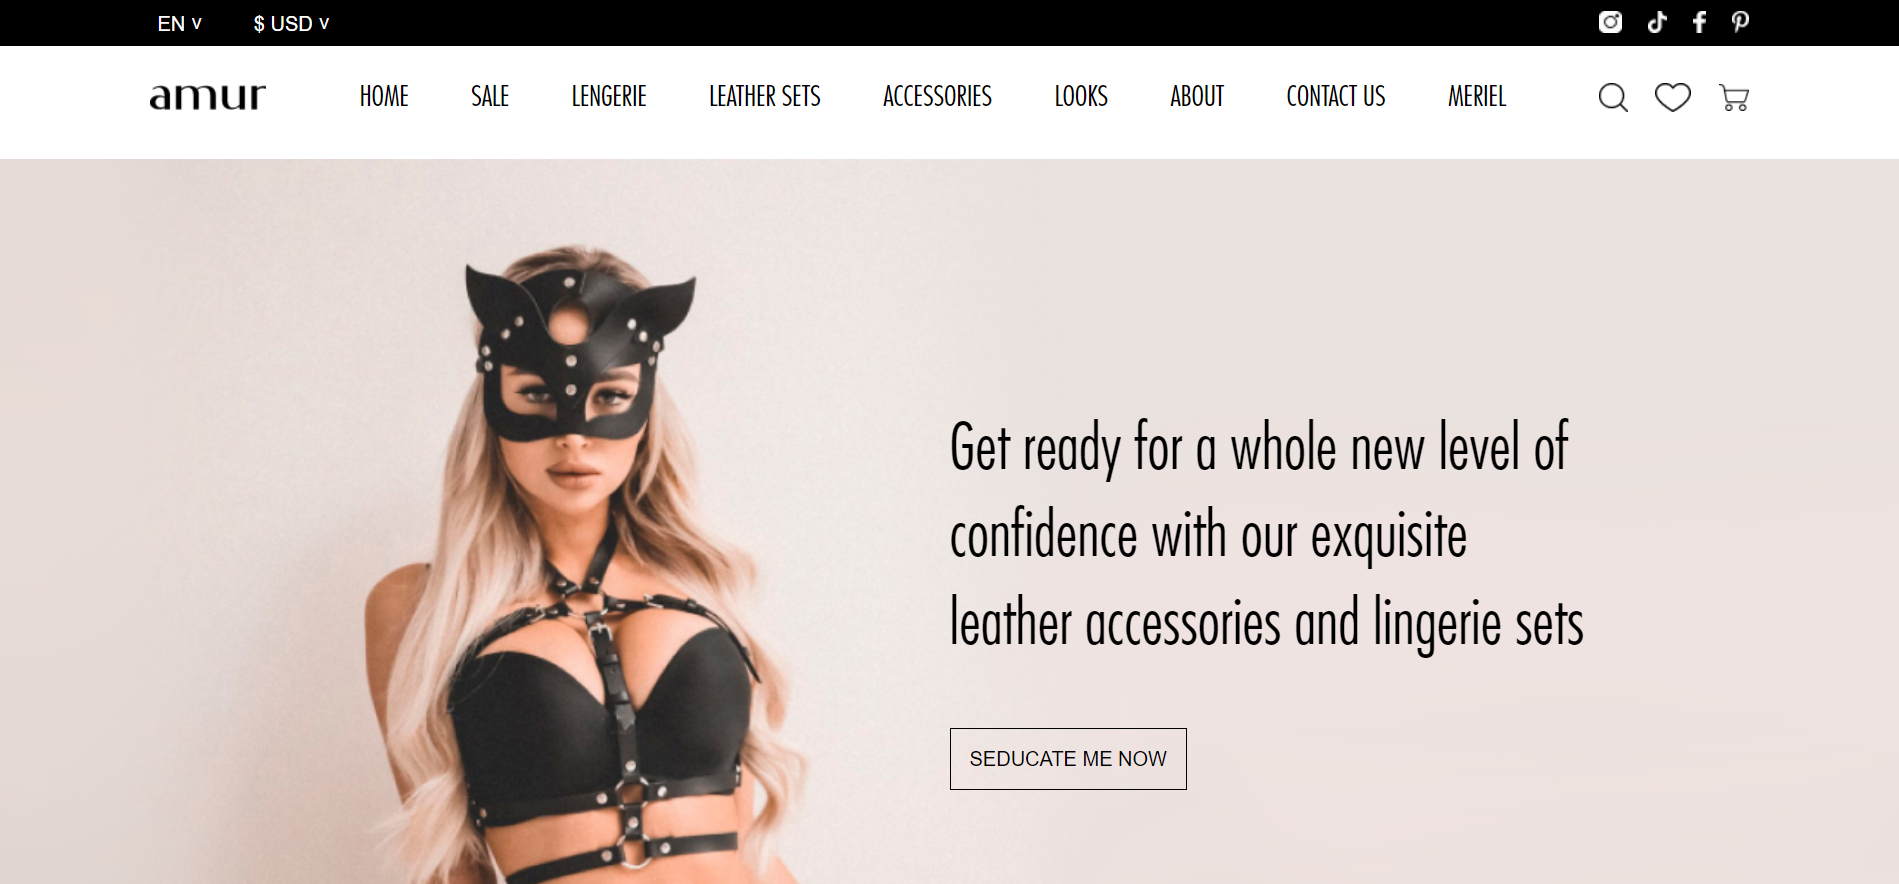 EN v $ USD v
amur HOME SALE LENGERIE LEATHER SETS ACCESSORIES LOOKS ABOUT CONTACT US MERIEL
Get ready for a whole new level of
confidence with our exquisite
leather accessories and lingerie sets
SEDUCATE ME NOW